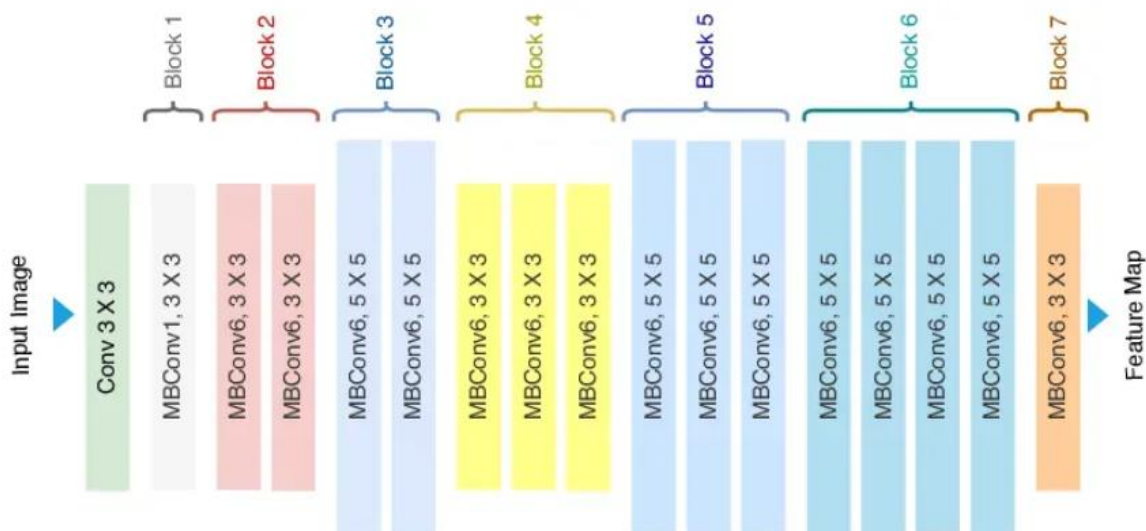 Block 1
Block 2
Block 3
Block 4
Block 5
Block 6
Block 7
Input Image
Conv 3 X 3
MBConv1, 3 X 3
MBConv6, 3 X 3
MBConv6, 3 X 3
MBConv6, 5 X 5
MBConv6, 5 X 5
MBConv6, 3 X 3
MBConv6, 3 X 3
MBConv6, 3 X 3
MBConv6, 5 X 5
MBConv6, 5 X 5
MBConv6, 5 X 5
MBConv6, 5 X 5
MBConv6, 5 X 5
MBConv6, 5 X 5
MBConv6, 5 X 5
MBConv6, 3 X 3
Feature Map